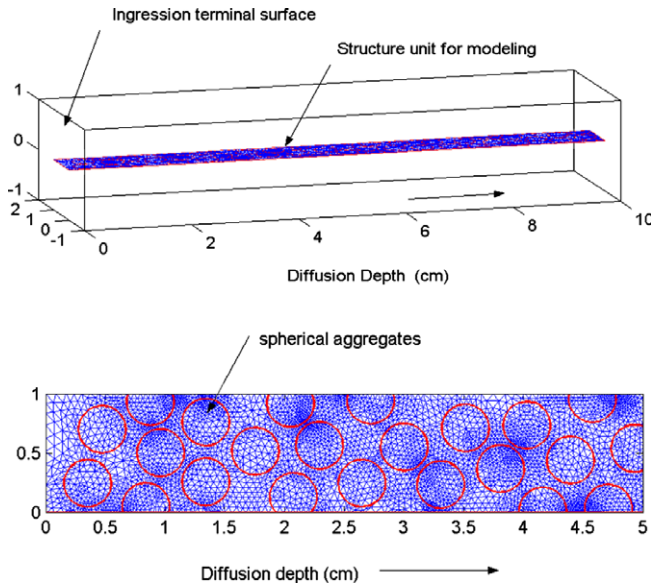 Ingression terminal surface
Structure unit for modeling
1
0
-1
2
1
0
-1
0
2
4
6
8
10
Diffusion Depth (cm)
spherical aggregates
1
0.5
0
0 0.5 1 1.5 2 2.5 3 3.5 4 4.5 5
Diffusion depth (cm)